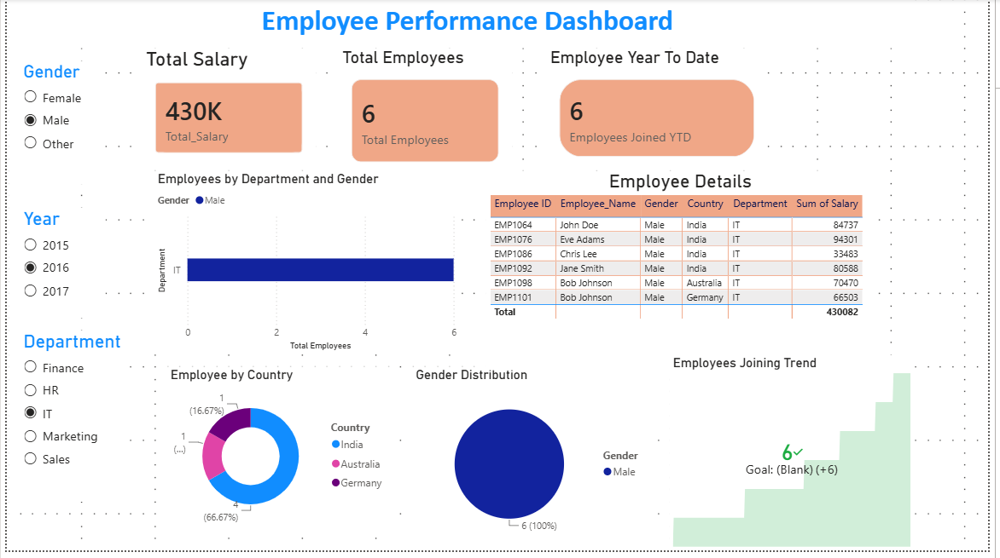 Employee Performance Dashboard
Gender
Female
Male
Other
Year
2015
2016
2017
Department
Finance
HR
IT
Marketing
Sales
Total Salary
430K
Total_Salary
Total Employees
6
Total Employees
Employee Year To Date
6
Employees Joined YTD
Employees by Department and Gender
Gender Male
Department
IT
0 2 4 6
Total Employees
Employee Details
Employee ID Employee_Name Gender Country Department Sum of Salary
EMP1064 John Doe Male India IT 84737
EMP1076 Eve Adams Male India IT 94301
EMP1086 Chris Lee Male India IT 33483
EMP1092 Jane Smith Male India IT 80588
EMP1098 Bob Johnson Male Australia IT 70470
EMP1101 Bob Johnson Male Germany IT 66503
Total 430082
Employee by Country
1
(16.67%)
1
(...)
4
(66.67%)
Country
India
Australia
Germany
Gender Distribution
6 (100%)
Gender
Male
Employees Joining Trend
6
Goal: (Blank) (+6)